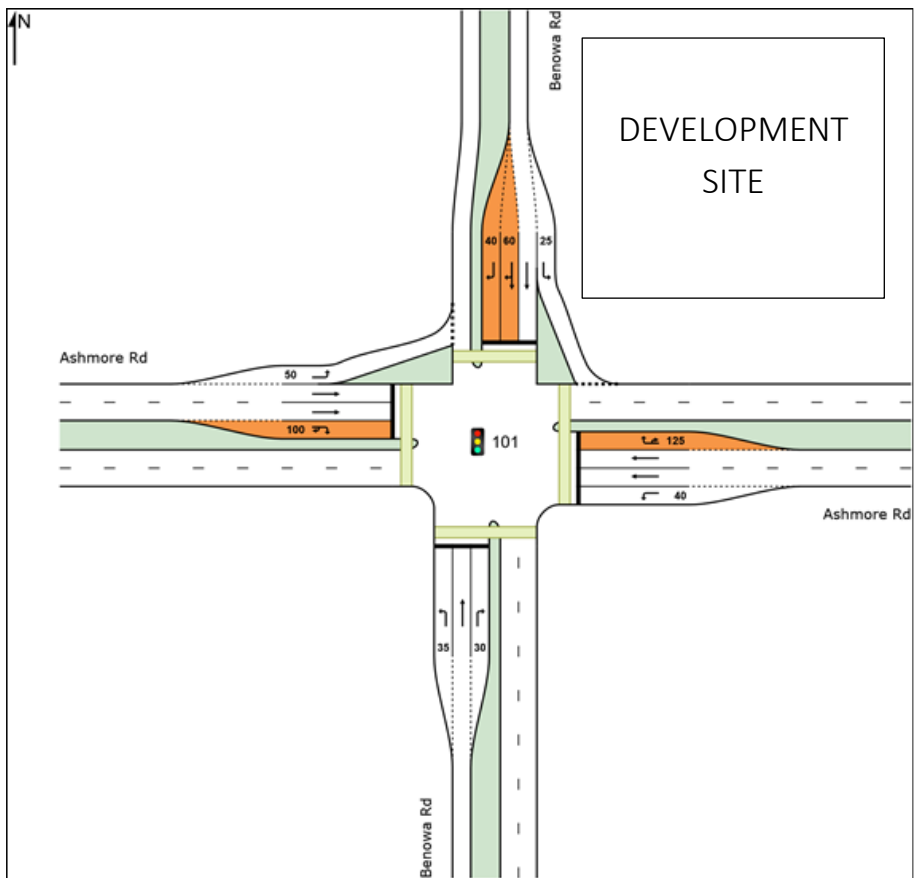 N
Benowa Rd
DEVELOPMENT
SITE
40 60 25
Ashmore Rd
50
100
101
125
40
Ashmore Rd
35 30
Benowa Rd